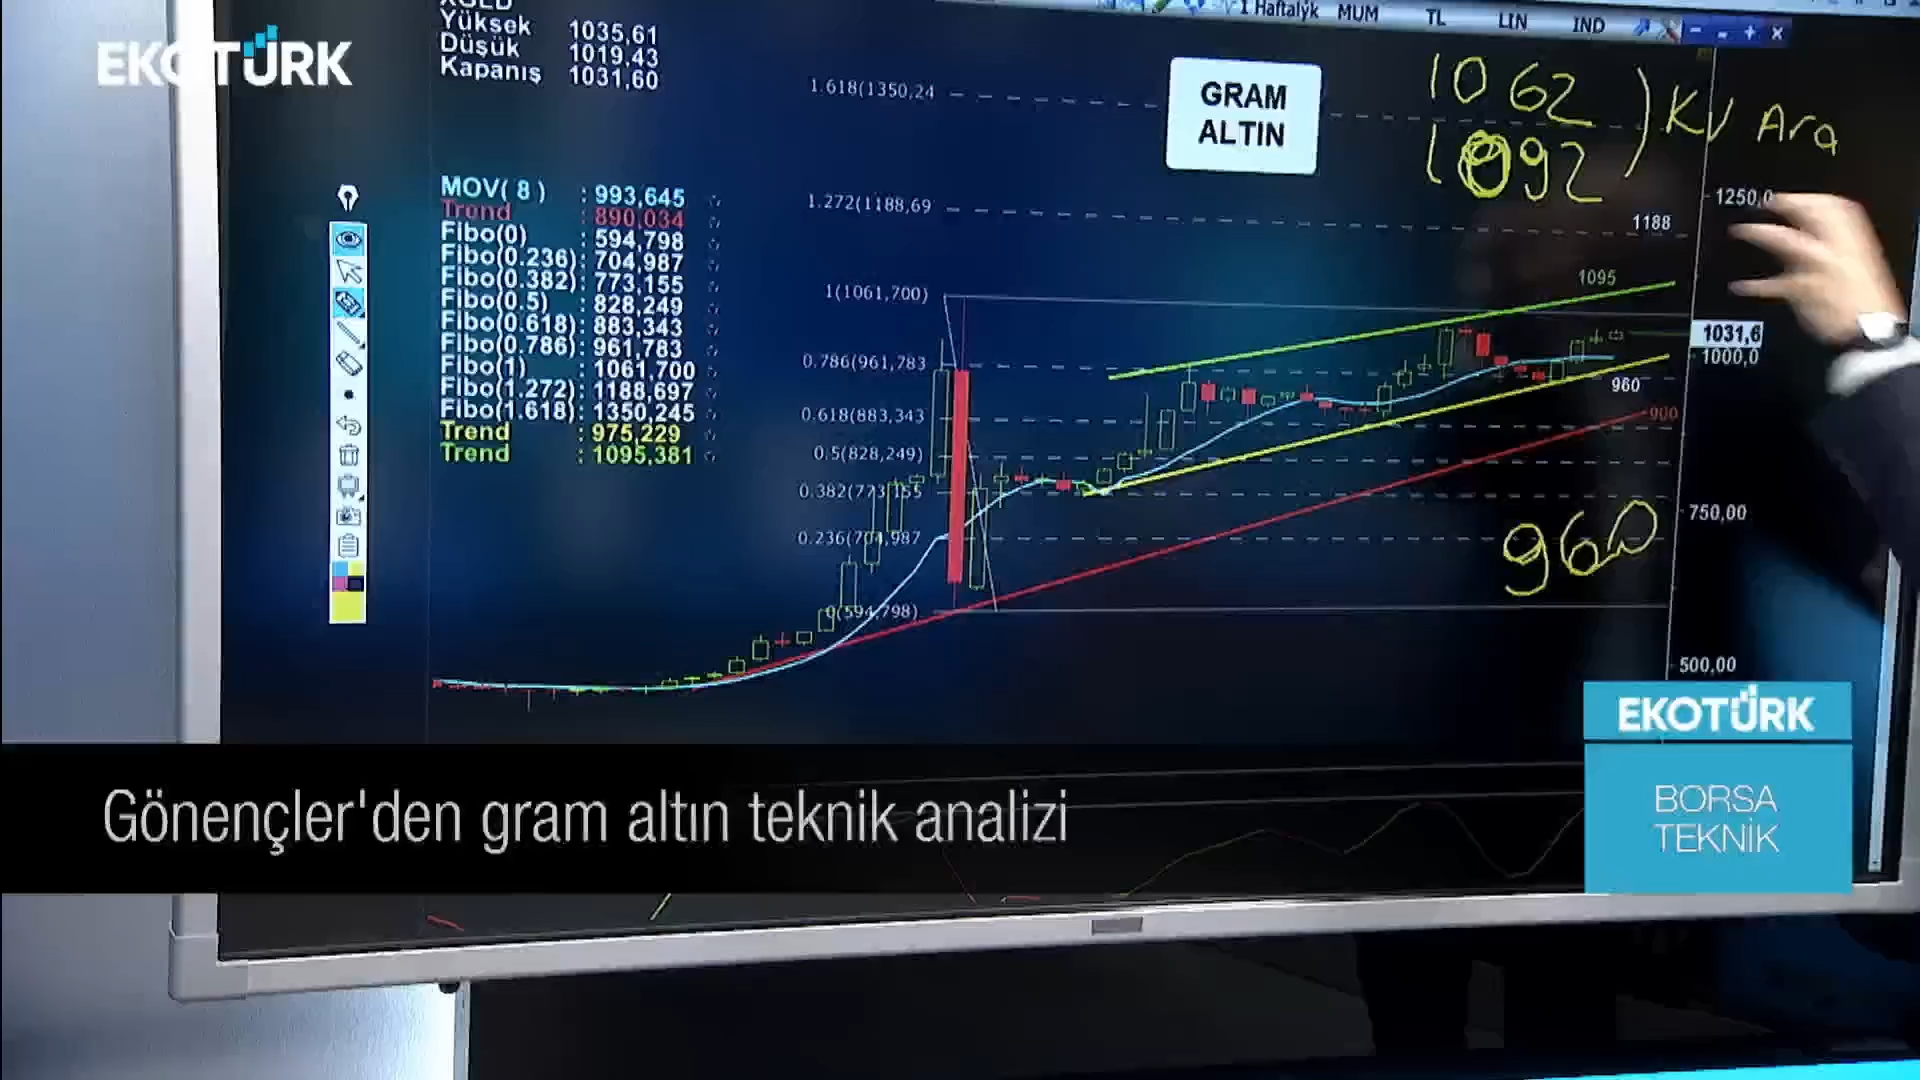 EKOTÜRK
XGLD
Yüksek 1035,61
Düşük 1019,43
Kapanış 1031,60
1 Haftalýk MUM TL LIN IND
GRAM
ALTIN
1062
1092
) KV Ara
MOV( 8 ) : 993,645
Trend : 890,034
Fibo(0) : 594,798
Fibo(0.236) : 704,987
Fibo(0.382) : 773,155
Fibo(0.5) : 828,249
Fibo(0.618) : 883,343
Fibo(0.786) : 961,783
Fibo(1) : 1061,700
Fibo(1.272) : 1188,697
Fibo(1.618) : 1350,245
Trend : 975,229
Trend : 1095,381
1.618(1350,24
1.272(1188,69
1(1061,700)
0.786(961,783
0.618(883,343
0.5(828,249)
0.382(773,155
0.236(704,987
0(594,798)
1188
1095
960
900
1250,0
1031,6
1000,0
750,00
500,00
960
Gönençler'den gram altın teknik analizi
EKOTÜRK
BORSA
TEKNİK